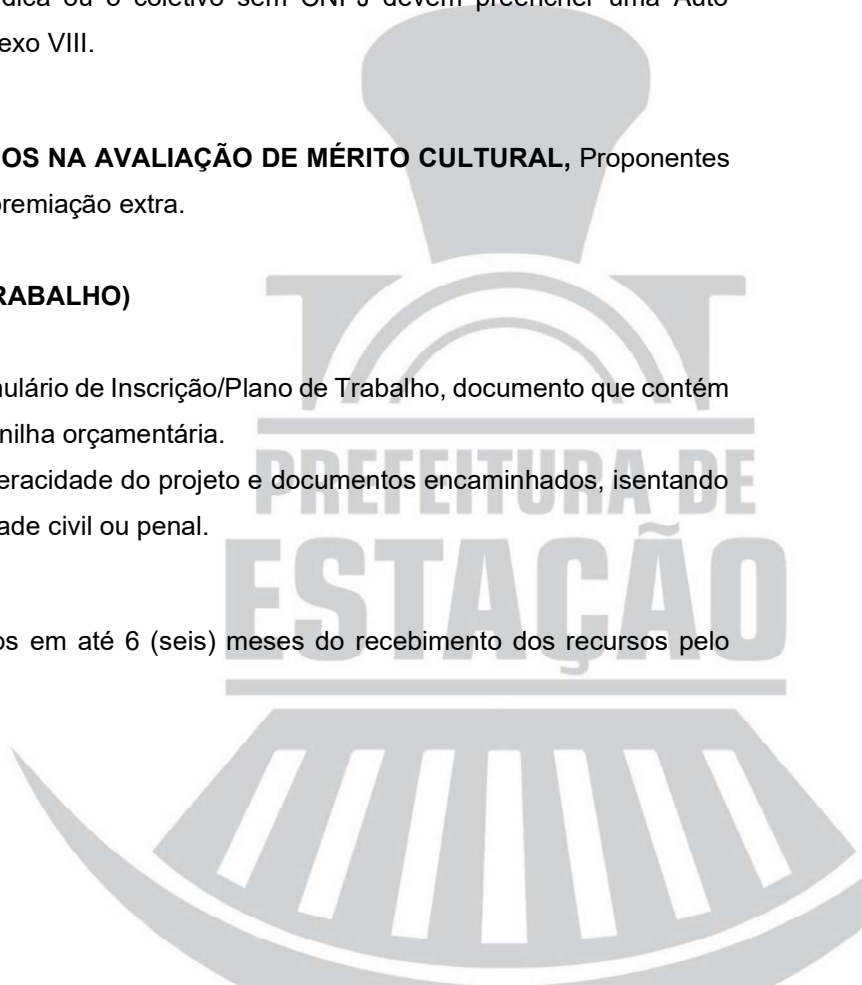 dica ou o coletivo sem CNPJ devem preencher uma Auto
exo VIII.
OS NA AVALIAÇÃO DE MÉRITO CULTURAL, Proponentes
premiação extra.
RABALHO)
mulário de Inscrição/Plano de Trabalho, documento que contém
nilha orçamentária.
eracidade do projeto e documentos encaminhados, isentando
ade civil ou penal.
PREFEITURA DE
ESTAÇÃO
os em até 6 (seis) meses do recebimento dos recursos pelo